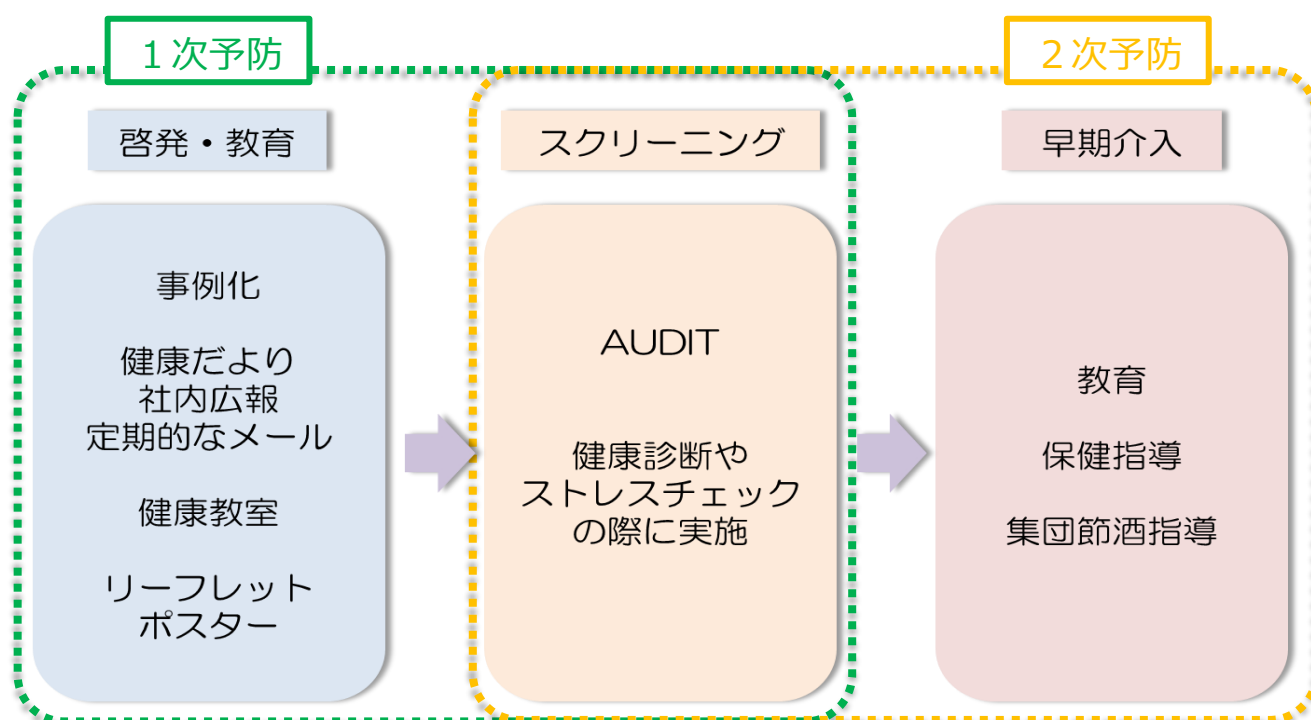 1次予防
2次予防
啓発・教育
スクリーニング
早期介入
事例化
健康だより
社内広報
定期的なメール
健康教室
リーフレット
ポスター
AUDIT
健康診断や
ストレスチェック
の際に実施
教育
保健指導
集団節酒指導